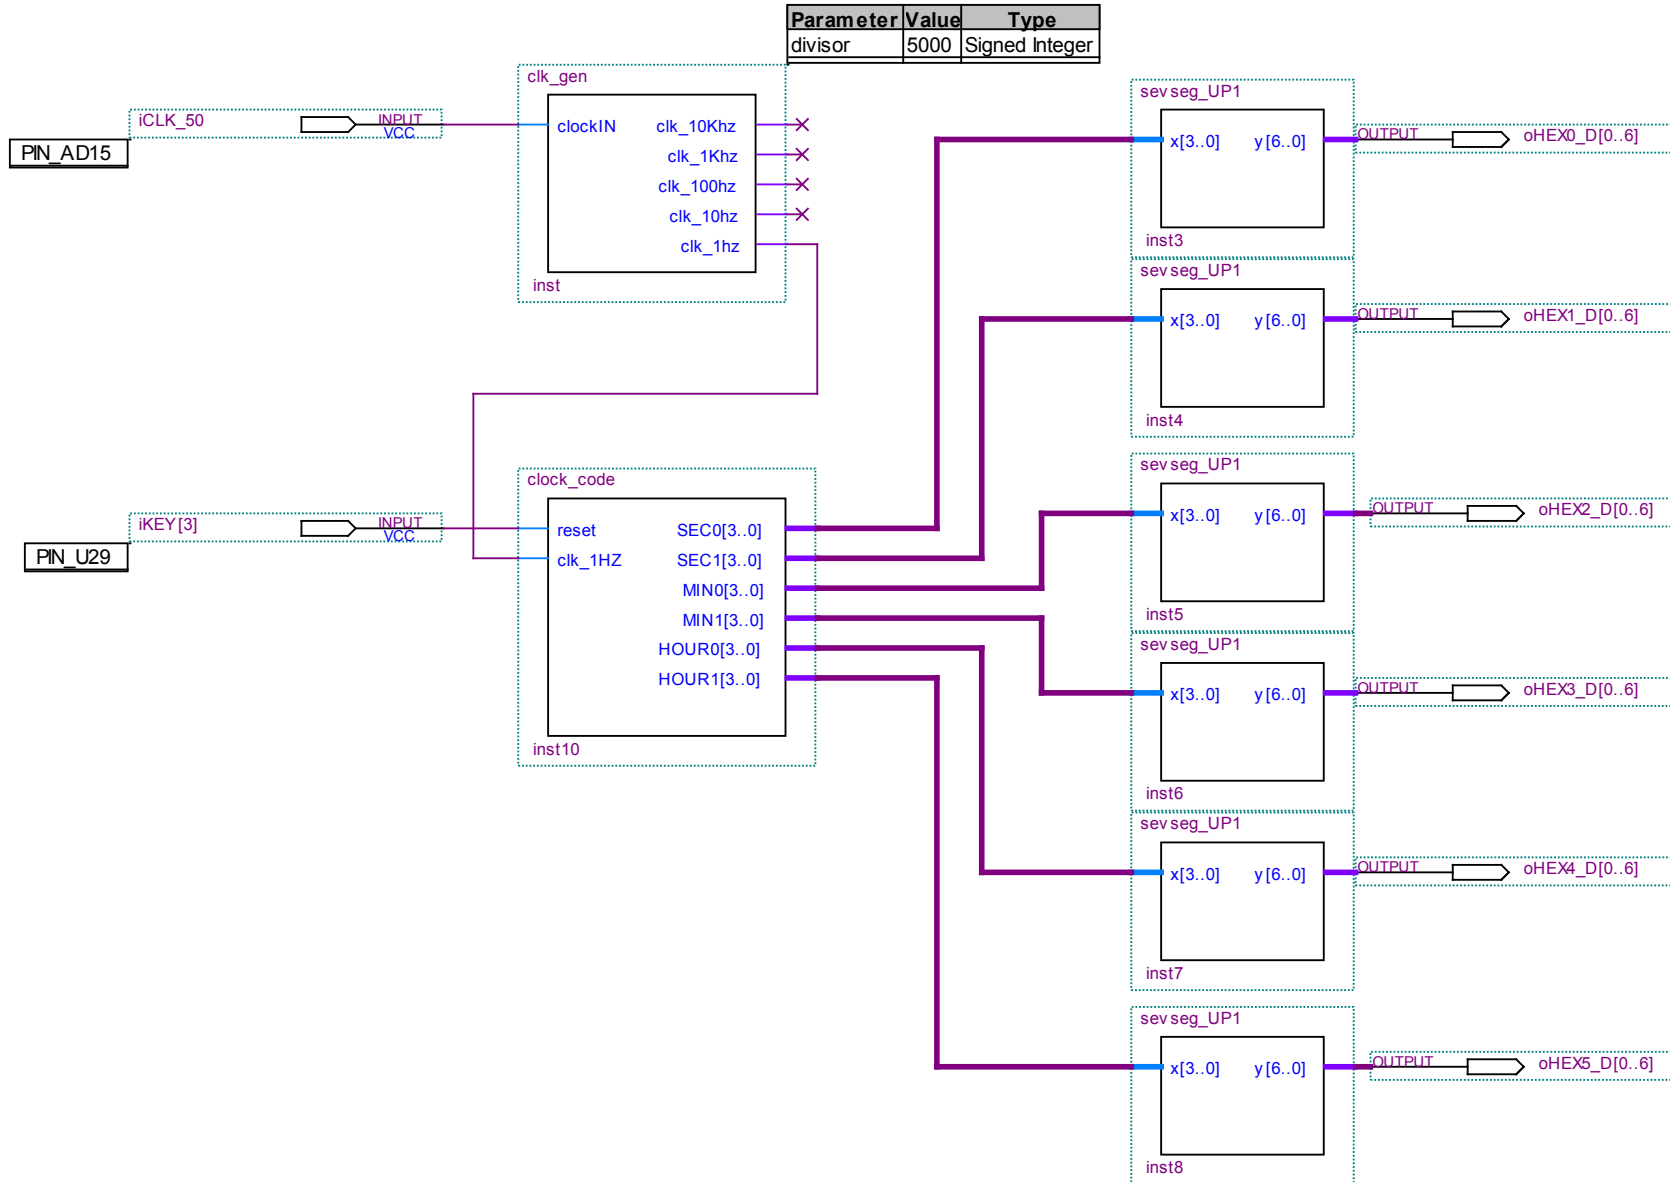 Parameter Value Type
divisor 5000 Signed Integer
clk_gen
iCLK_50 INPUT
VCC
PIN_AD15
clockIN clk_10Khz
clk_1Khz
clk_100hz
clk_10hz
clk_1hz
inst
sevseg_UP1
x[3..0] y[6..0] OUTPUT oHEX0_D[0..6]
inst3
sevseg_UP1
x[3..0] y[6..0] OUTPUT oHEX1_D[0..6]
inst4
clock_code
iKEY[3] INPUT
VCC
PIN_U29
reset SEC0[3..0]
clk_1HZ SEC1[3..0]
MIN0[3..0]
MIN1[3..0]
HOUR0[3..0]
HOUR1[3..0]
inst10
sevseg_UP1
x[3..0] y[6..0] OUTPUT oHEX2_D[0..6]
inst5
sevseg_UP1
x[3..0] y[6..0] OUTPUT oHEX3_D[0..6]
inst6
sevseg_UP1
x[3..0] y[6..0] OUTPUT oHEX4_D[0..6]
inst7
sevseg_UP1
x[3..0] y[6..0] OUTPUT oHEX5_D[0..6]
inst8